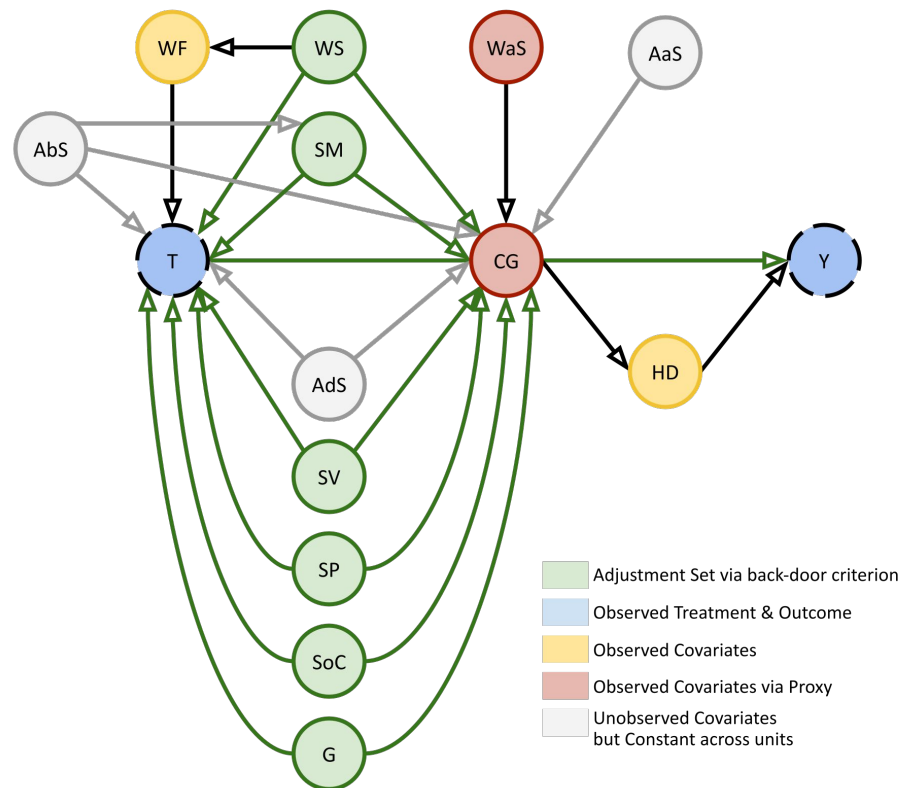 WF
WS
WaS
AaS
AbS
SM
T
CG
Y
HD
AdS
SV
SP
SoC
G
Adjustment Set via back-door criterion
Observed Treatment & Outcome
Observed Covariates
Observed Covariates via Proxy
Unobserved Covariates
but Constant across units